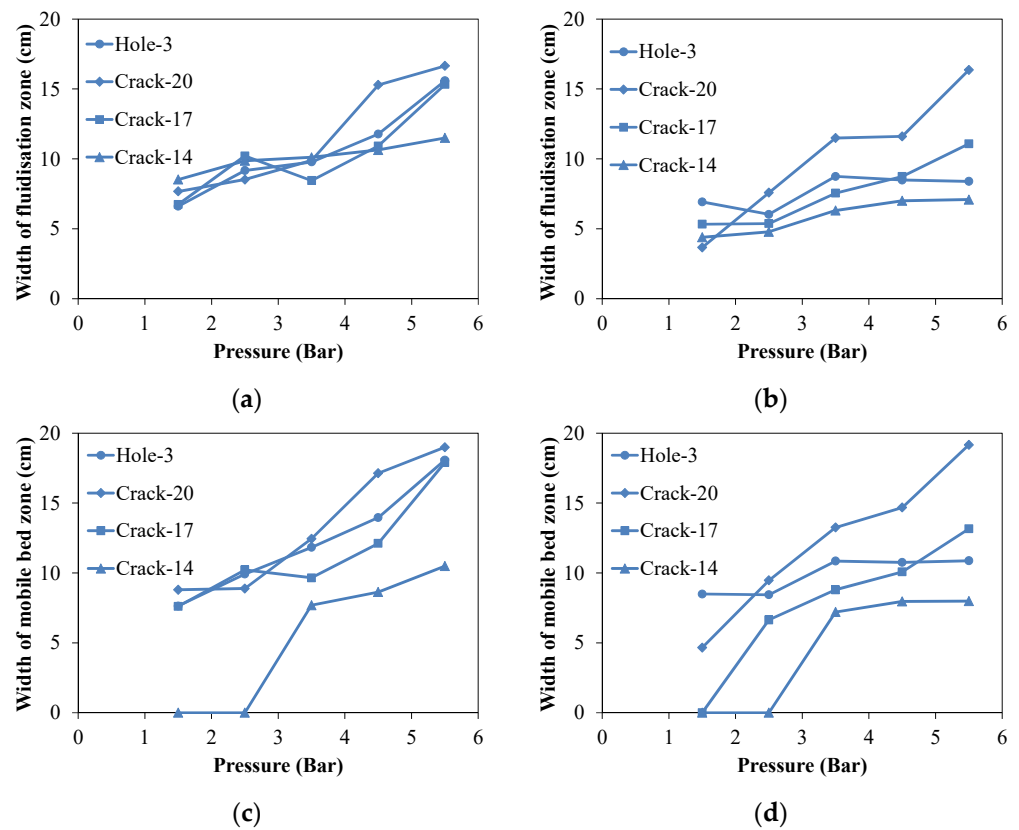 20
15
10
5
0
Width of fluidisation zone (cm)
Hole-3
Crack-20
Crack-17
Crack-14
0 1 2 3 4 5 6
Pressure (Bar)
(a)
20
15
10
5
0
Width of fluidisation zone (cm)
Hole-3
Crack-20
Crack-17
Crack-14
0 1 2 3 4 5 6
Pressure (Bar)
(b)
20
15
10
5
0
Width of mobile bed zone (cm)
Hole-3
Crack-20
Crack-17
Crack-14
0 1 2 3 4 5 6
Pressure (Bar)
(c)
20
15
10
5
0
Width of mobile bed zone (cm)
Hole-3
Crack-20
Crack-17
Crack-14
0 1 2 3 4 5 6
Pressure (Bar)
(d)